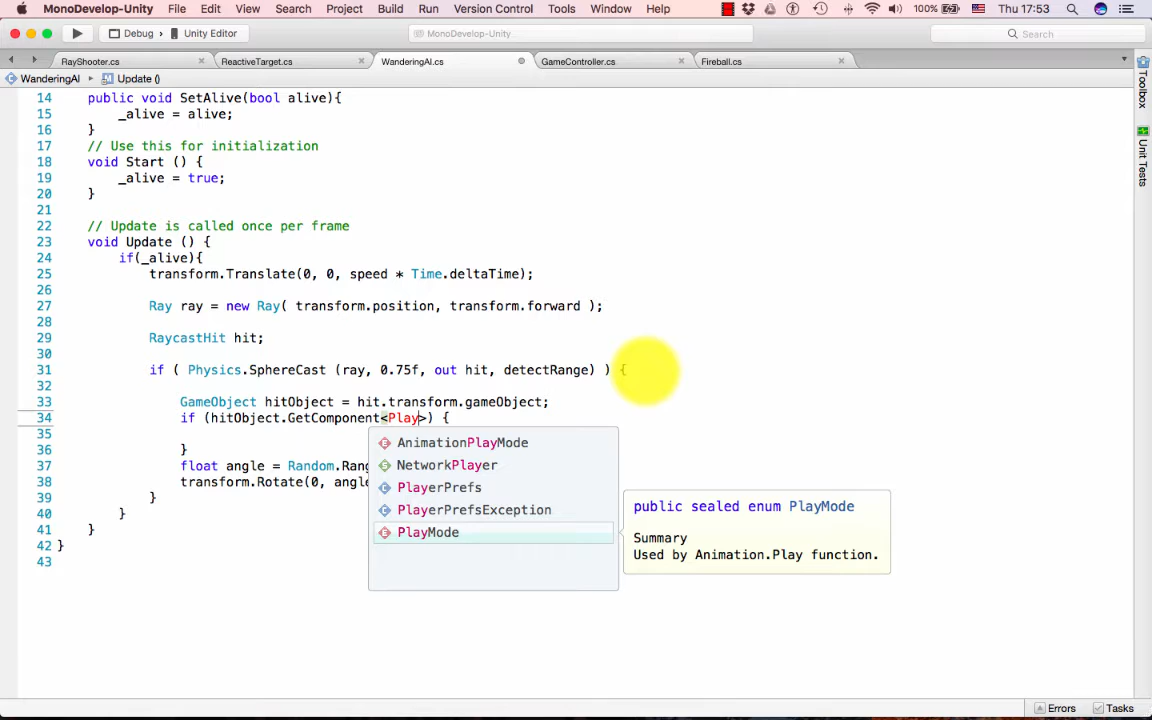 MonoDevelop-Unity File Edit View Search Project Build Run Version Control Tools Window Help 100% Thu 17:53
Debug › Unity Editor MonoDevelop-Unity Search
RayShooter.cs × ReactiveTarget.cs × WanderingAI.cs GameController.cs × Fireball.cs ×
WanderingAI ▸ Update ()
Toolbox
Unit Tests
14 public void SetAlive(bool alive){
15 _alive = alive;
16 }
17 // Use this for initialization
18 void Start () {
19 _alive = true;
20 }
21
22 // Update is called once per frame
23 void Update () {
24 if(_alive){
25 transform.Translate(0, 0, speed * Time.deltaTime);
26
27 Ray ray = new Ray( transform.position, transform.forward );
28
29 RaycastHit hit;
30
31 if ( Physics.SphereCast (ray, 0.75f, out hit, detectRange) ) {
32
33 GameObject hitObject = hit.transform.gameObject;
34 if (hitObject.GetComponent<Play>) {
35
36 }
37 float angle = Random.Rang
38 transform.Rotate(0, angle
39 }
40 }
41 }
42 }
43
AnimationPlayMode
NetworkPlayer
PlayerPrefs
PlayerPrefsException
PlayMode
public sealed enum PlayMode
Summary
Used by Animation.Play function.
Errors Tasks